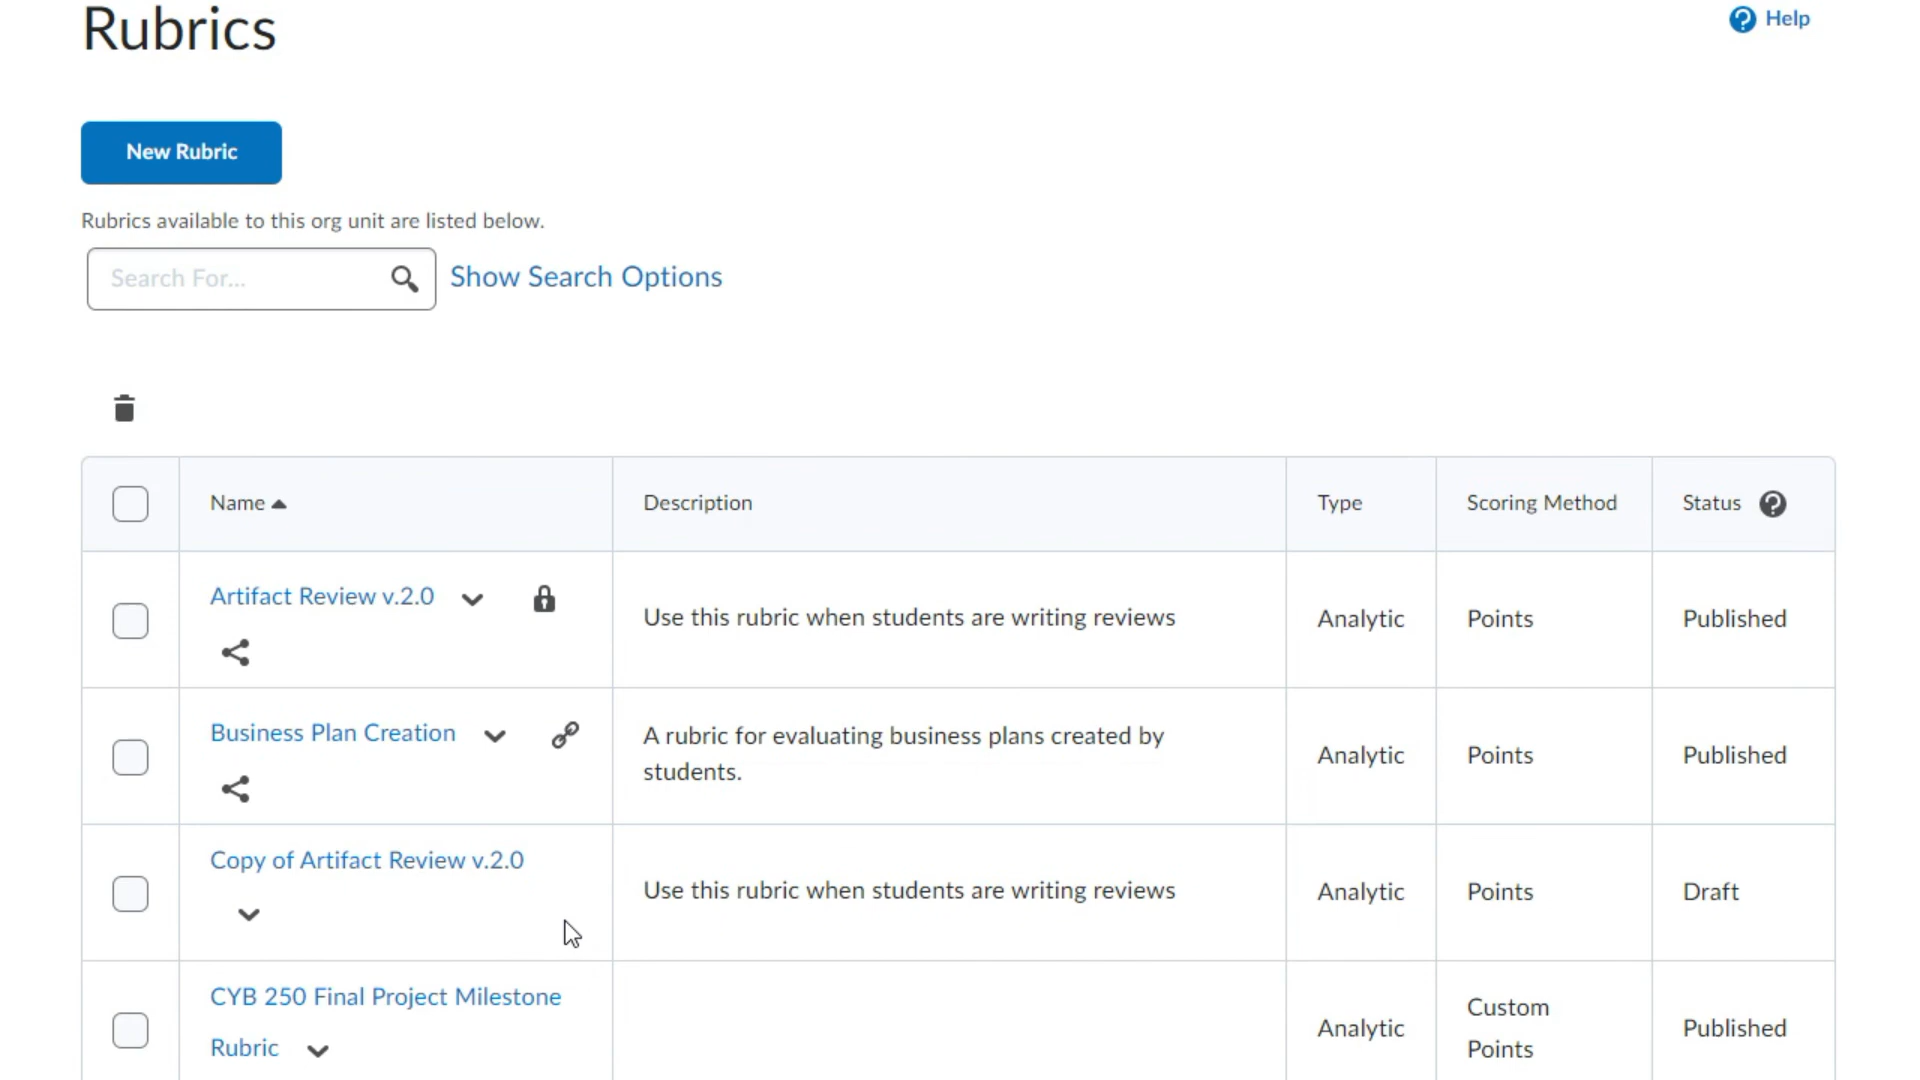 Rubrics
Help
New Rubric
Rubrics available to this org unit are listed below.
Search For...
Show Search Options
Name
Description
Type
Scoring Method
Status
Artifact Review v.2.0
Use this rubric when students are writing reviews
Analytic
Points
Published
Business Plan Creation
A rubric for evaluating business plans created by
students.
Analytic
Points
Published
Copy of Artifact Review v.2.0
Use this rubric when students are writing reviews
Analytic
Points
Draft
CYB 250 Final Project Milestone
Rubric
Analytic
Custom
Points
Published